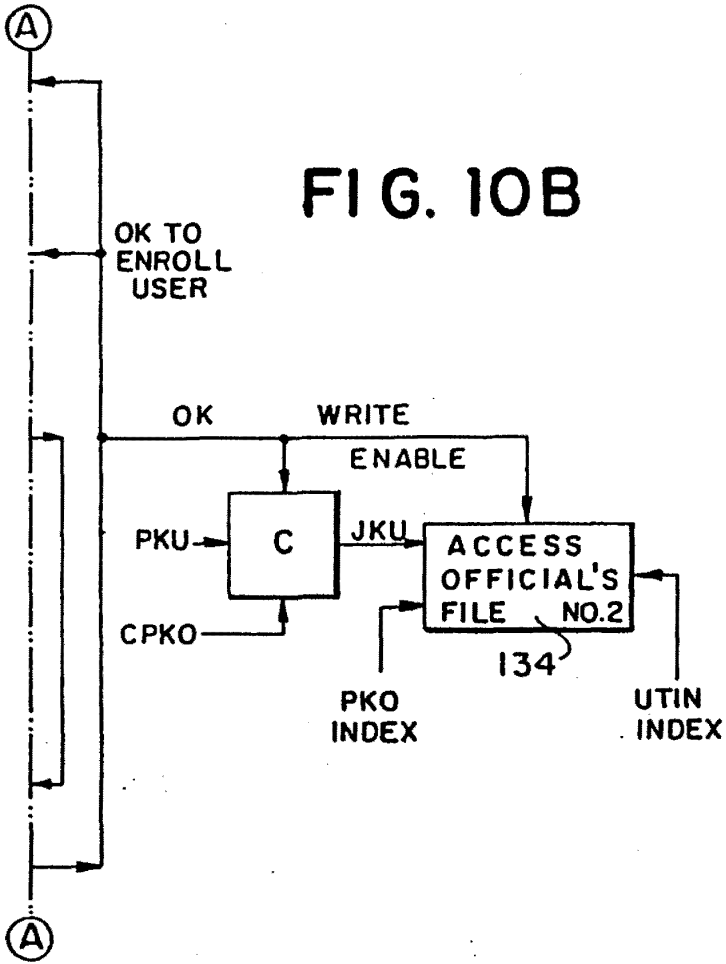 A
FIG. 10B
OK TO
ENROLL
USER
OK
WRITE
ENABLE
PKU
C
JKU
ACCESS
OFFICIAL'S
FILE NO.2
CPKO
134
PKO
INDEX
UTIN
INDEX
A